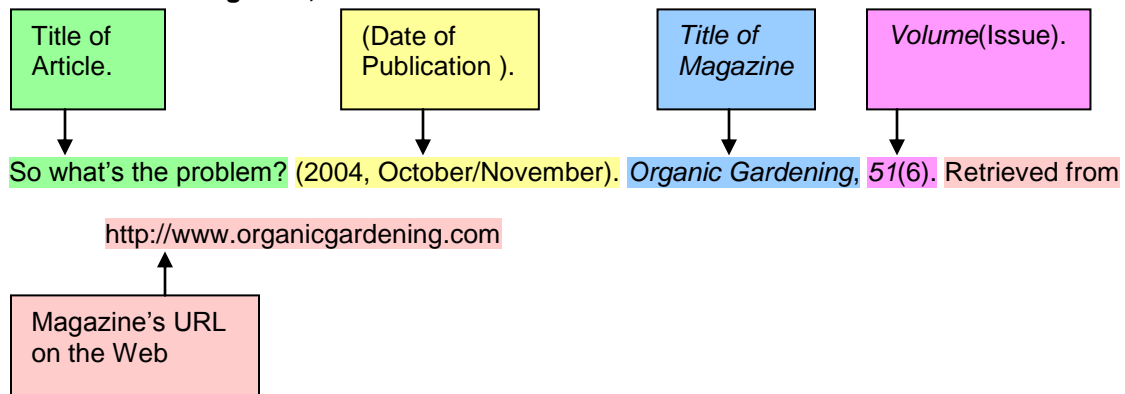 Title of
Article.
(Date of
Publication ).
Title of
Magazine
Volume(Issue).
So what's the problem? (2004, October/November). Organic Gardening, 51(6). Retrieved from
http://www.organicgardening.com
Magazine's URL
on the Web